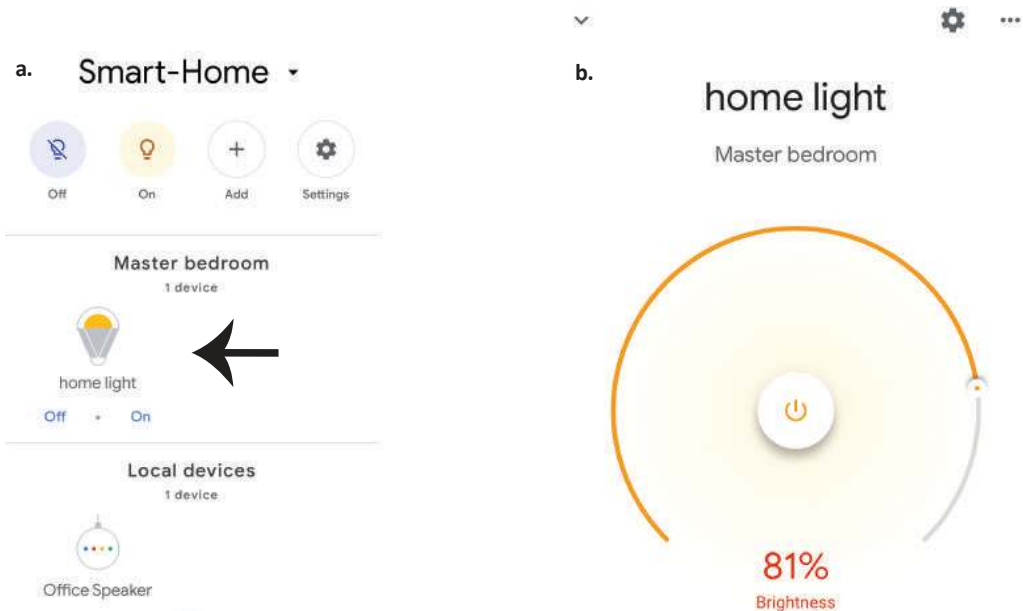 a.
Smart-Home
Off On Add Settings
Master bedroom
1 device
home light
Off • On
Local devices
1 device
Office Speaker
b.
home light
Master bedroom
81%
Brightness